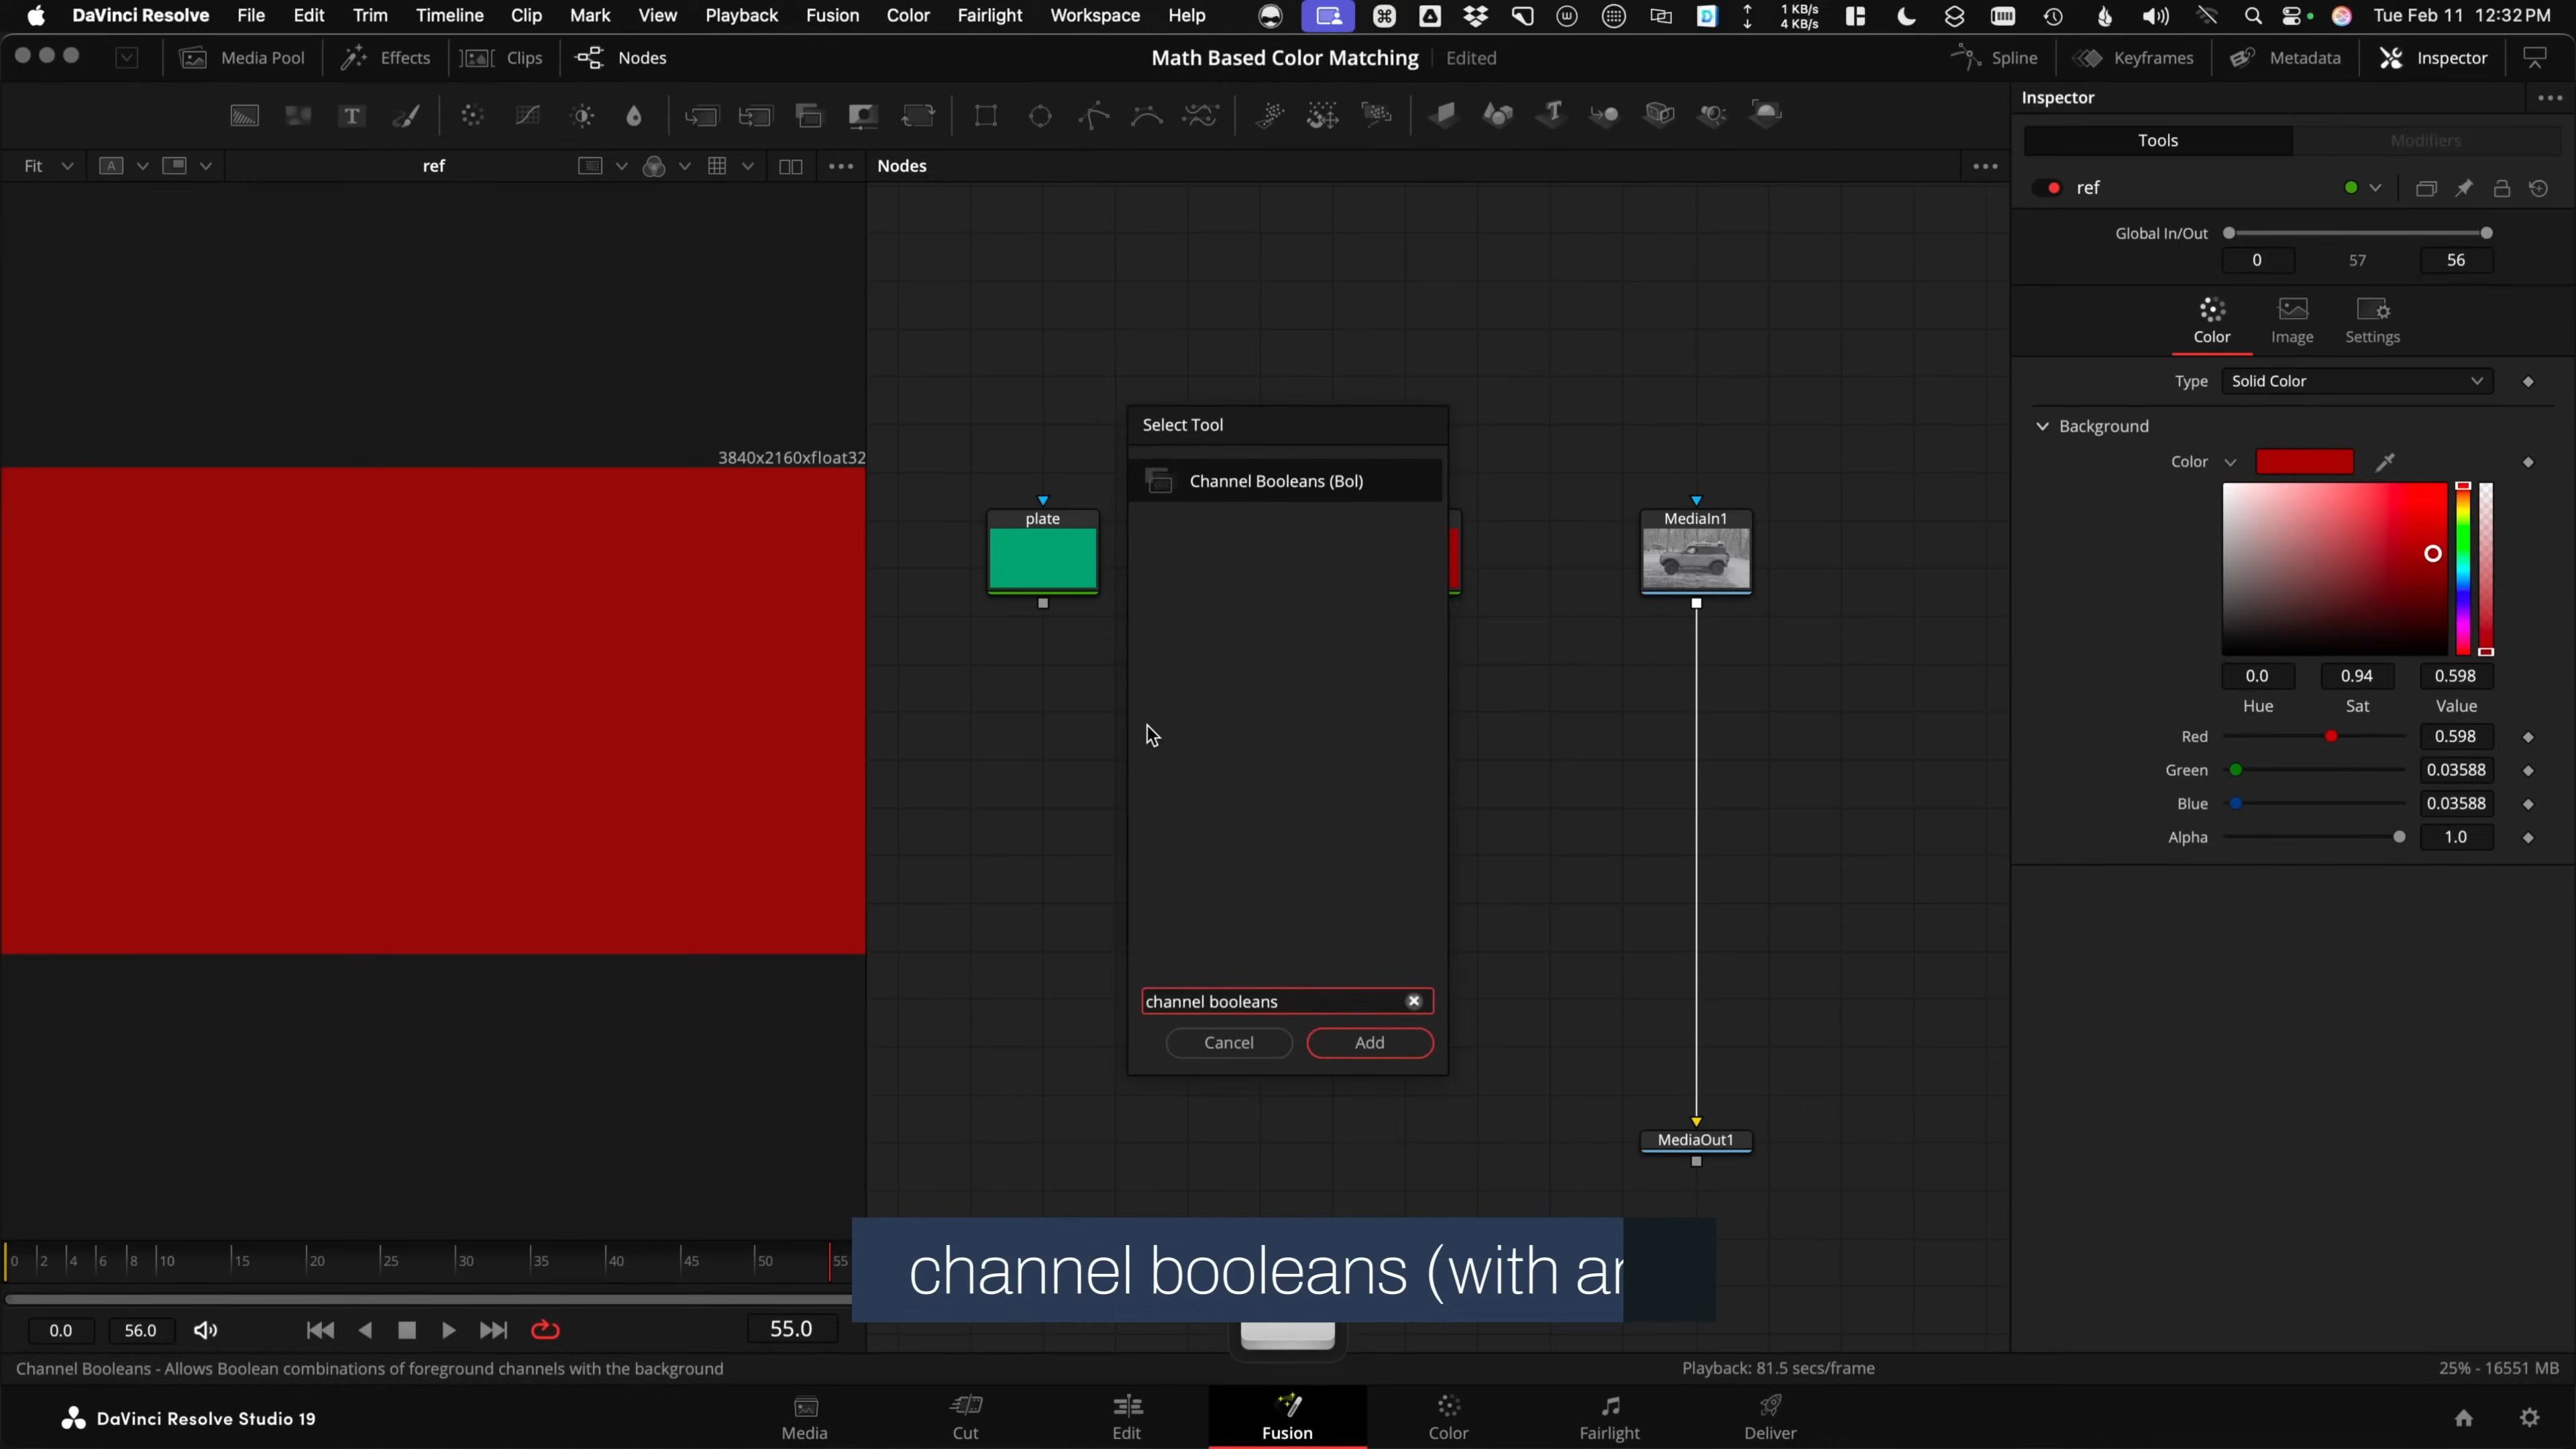 DaVinci Resolve File Edit Trim Timeline Clip Mark View Playback Fusion Color Fairlight Workspace Help 1 KB/s 4 KB/s Tue Feb 11 12:32 PM
Media Pool Effects Clips Nodes Math Based Color Matching Edited Spline Keyframes Metadata Inspector
Inspector
Tools Modifiers
Fit A ref Nodes
ref
Global In/Out
0 57 56
Color Image Settings
Type Solid Color
Background
Color
0.0 0.94 0.598
Hue Sat Value
Red 0.598
Green 0.03588
Blue 0.03588
Alpha 1.0
3840x2160xfloat32
Select Tool
Channel Booleans (Bol)
plate
MediaIn1
channel booleans
Cancel Add
MediaOut1
channel booleans (with ar
0 2 4 6 8 10 15 20 25 30 35 40 45 50 55
0.0 56.0 55.0
Channel Booleans - Allows Boolean combinations of foreground channels with the background
Playback: 81.5 secs/frame
25% - 16551 MB
DaVinci Resolve Studio 19
Media Cut Edit Fusion Color Fairlight Deliver